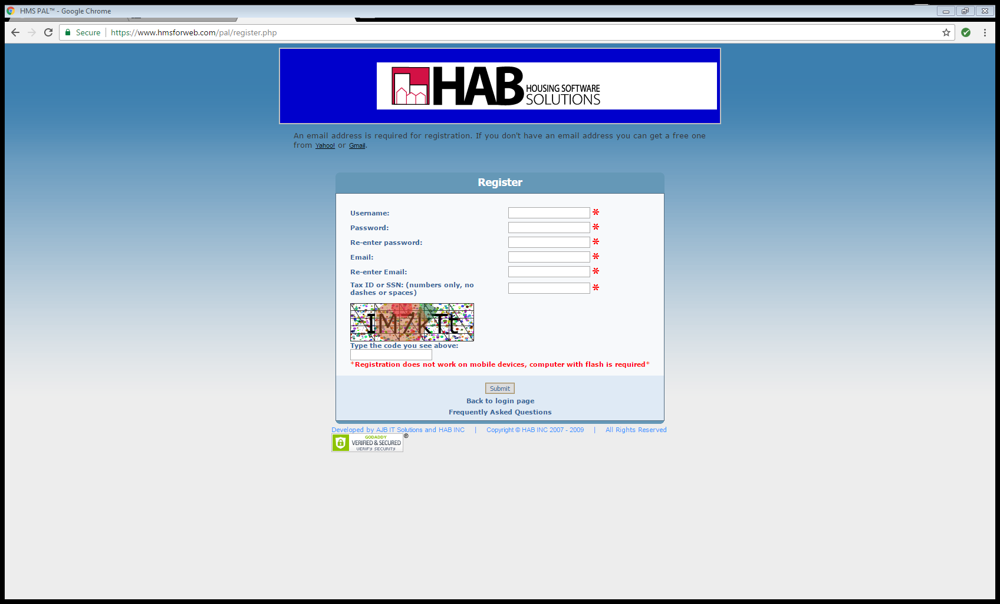 HMS PAL™ - Google Chrome
Secure https://www.hmsforweb.com/pal/register.php
HAB HOUSING SOFTWARE
SOLUTIONS
An email address is required for registration. If you don't have an email address you can get a free one
from Yahoo! or Gmail.
Register
Username: *
Password: *
Re-enter password: *
Email: *
Re-enter Email: *
Tax ID or SSN: (numbers only, no
dashes or spaces) *
IM7kTt
Type the code you see above:
*Registration does not work on mobile devices, computer with flash is required*
Submit
Back to login page
Frequently Asked Questions
Developed by AJB IT Solutions and HAB INC | Copyright © HAB INC 2007 - 2009 | All Rights Reserved
GODADDY
VERIFIED & SECURED
VERIFY SECURITY
®